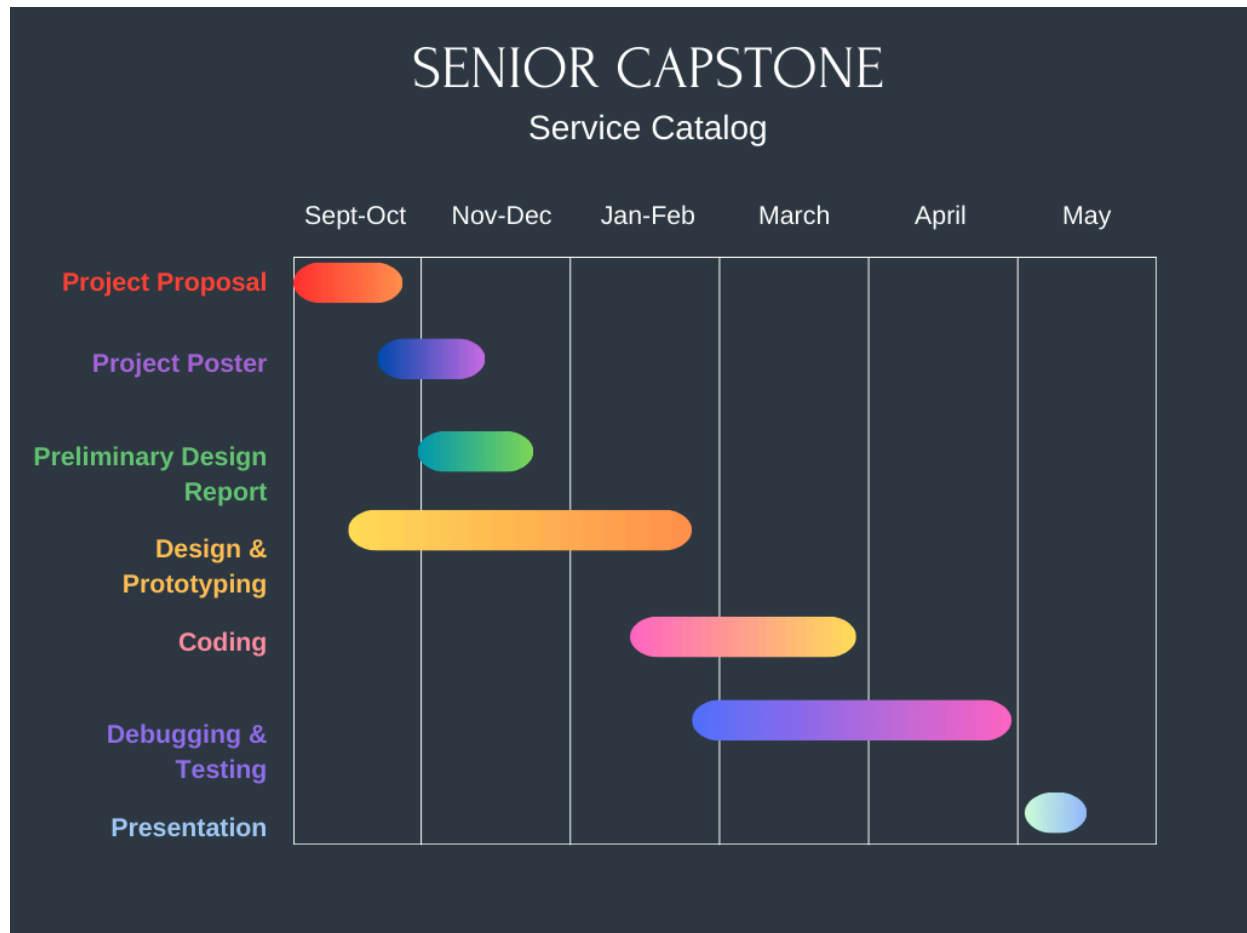 SENIOR CAPSTONE
Service Catalog
Sept-Oct Nov-Dec Jan-Feb March April May
Project Proposal
Project Poster
Preliminary Design
Report
Design &
Prototyping
Coding
Debugging &
Testing
Presentation